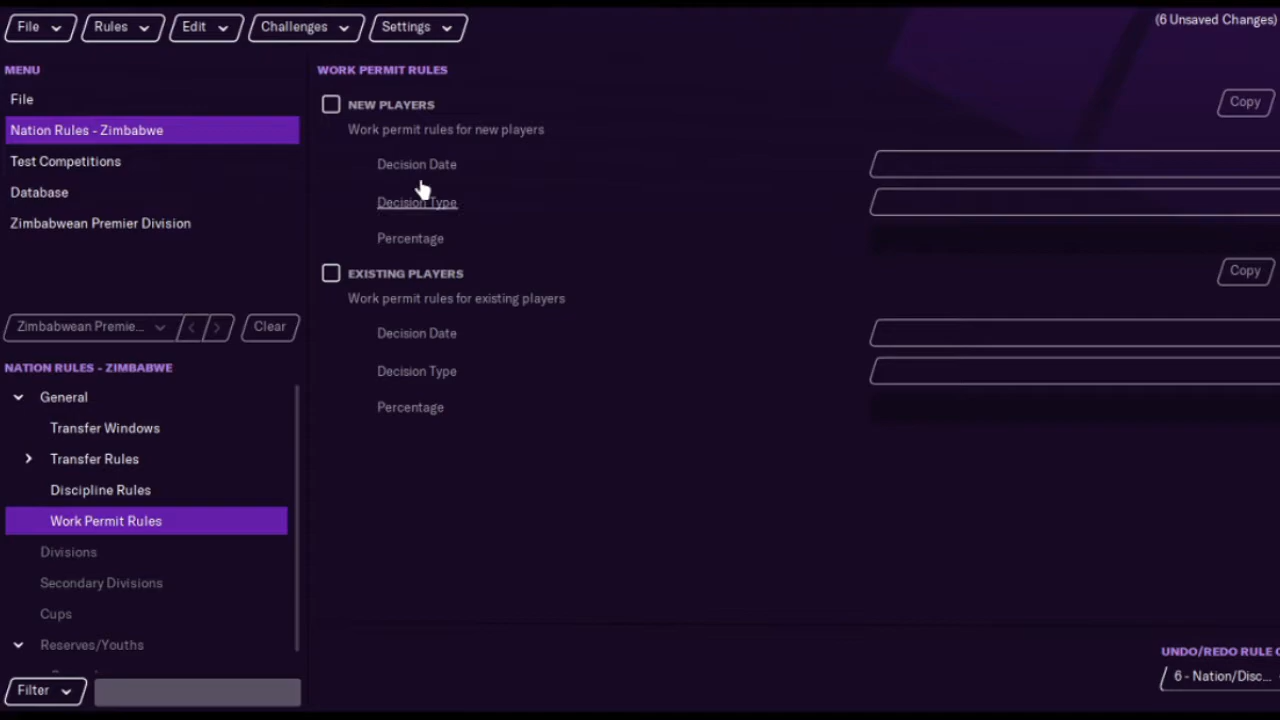 File
Rules
Edit
Challenges
Settings
(6 Unsaved Changes)
MENU
File
Nation Rules - Zimbabwe
Test Competitions
Database
Zimbabwean Premier Division
Zimbabwean Premie...
Clear
NATION RULES - ZIMBABWE
General
Transfer Windows
Transfer Rules
Discipline Rules
Work Permit Rules
Divisions
Secondary Divisions
Cups
Reserves/Youths
Filter
WORK PERMIT RULES
NEW PLAYERS
Copy
Work permit rules for new players
Decision Date
Decision Type
Percentage
EXISTING PLAYERS
Copy
Work permit rules for existing players
Decision Date
Decision Type
Percentage
UNDO/REDO RULE
6 - Nation/Disc...